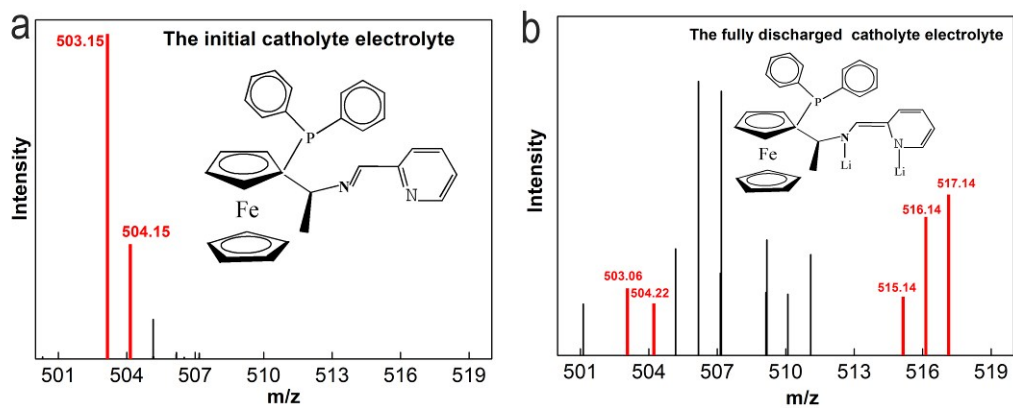 a
The initial catholyte electrolyte
503.15
504.15
P
Fe
N
N
Intensity
501 504 507 510 513 516 519
m/z
b
The fully discharged catholyte electrolyte
P
Fe
N
N
Li
Li
503.06
504.22
515.14
516.14
517.14
Intensity
501 504 507 510 513 516 519
m/z